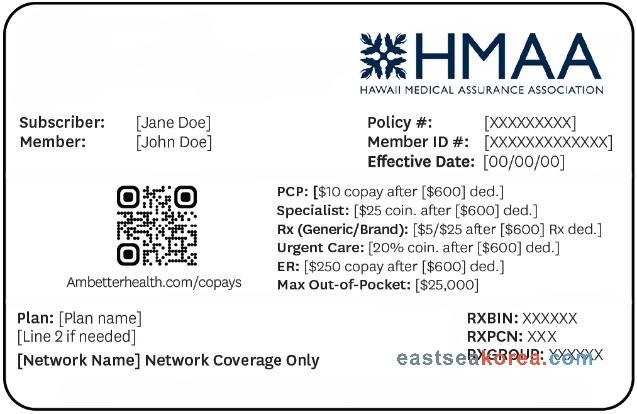 HMAA
HAWAII MEDICAL ASSURANCE ASSOCIATION
Subscriber: [Jane Doe]
Member: [John Doe]
Policy #: [XXXXXXXXX]
Member ID #: [XXXXXXXXXXXXX]
Effective Date: [00/00/00]
Ambetterhealth.com/copays
PCP: [$10 copay after [$600] ded.]
Specialist: [$25 coin. after [$600] ded.]
Rx (Generic/Brand): [$5/$25 after [$600] Rx ded.]
Urgent Care: [20% coin. after [$600] ded.]
ER: [$250 copay after [$600] ded.]
Max Out-of-Pocket: [$25,000]
Plan: [Plan name]
[Line 2 if needed]
[Network Name] Network Coverage Only
RXBIN: XXXXXX
RXPCN: XXX
RXGROUP: XXXXXX
eastseakorea.com